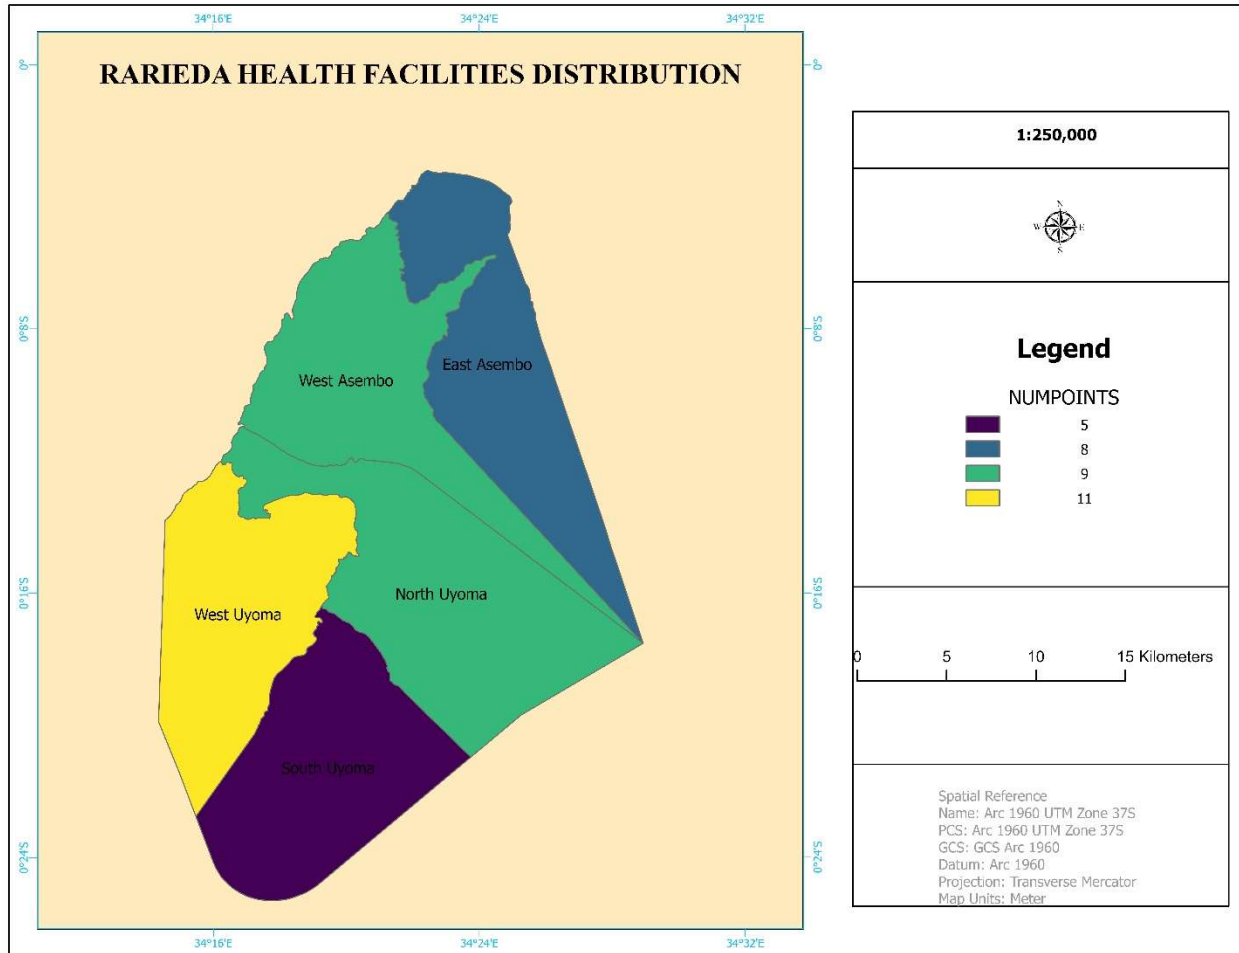 34°16'E
34°24'E
34°32'E
RARIEDA HEALTH FACILITIES DISTRIBUTION
0°
0°
0°8'S
0°8'S
East Asembo
West Asembo
0°16'S
0°16'S
North Uyoma
West Uyoma
South Uyoma
0°24'S
0°24'S
34°16'E
34°24'E
34°32'E
1:250,000
N
W
E
S
Legend
NUMPOINTS
5
8
9
11
0 5 10 15 Kilometers
Spatial Reference
Name: Arc 1960 UTM Zone 37S
PCS: Arc 1960 UTM Zone 37S
GCS: GCS Arc 1960
Datum: Arc 1960
Projection: Transverse Mercator
Map Units: Meter